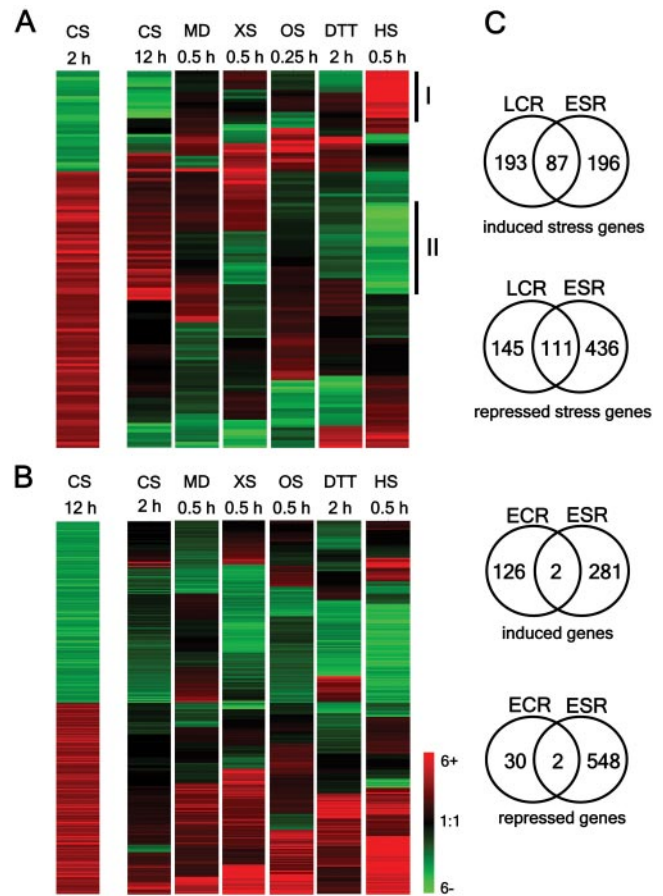 A
CS MD XS OS DTT HS
CS
2 h
12 h 0.5 h 0.5 h 0.25 h 2 h 0.5 h
I
II
B
CS
12 h
CS MD XS OS DTT HS
2 h 0.5 h 0.5 h 0.5 h 2 h 0.5 h
6+
1:1
6-
C
LCR ESR
193 87 196
induced stress genes
LCR ESR
145 111 436
repressed stress genes
ECR ESR
126 2 281
induced genes
ECR ESR
30 2 548
repressed genes